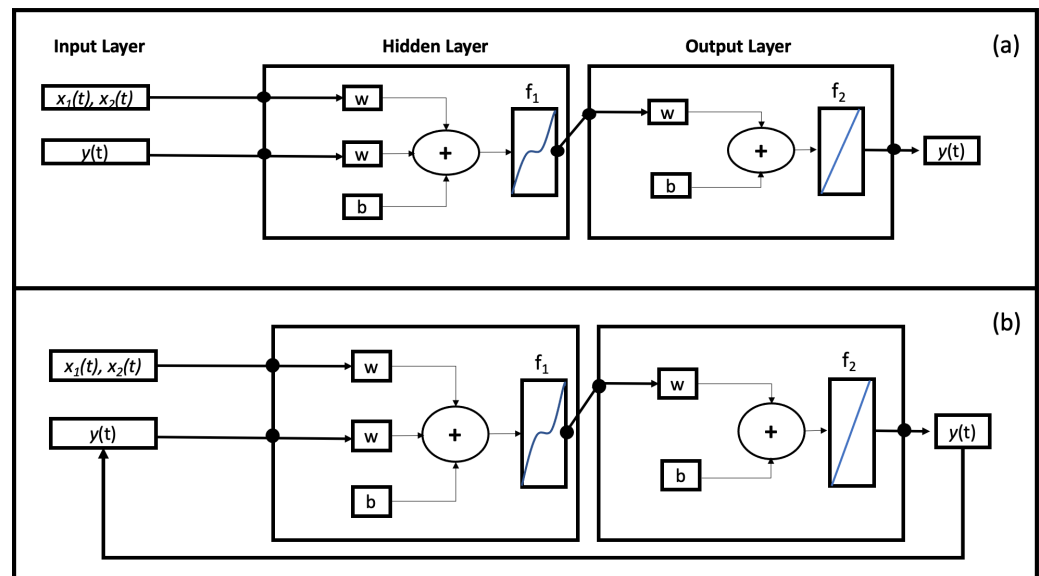 Input Layer
Hidden Layer
Output Layer
(a)
x₁(t), x₂(t)
w
f₁
w
f₂
y(t)
w
+
+
y(t)
b
b
(b)
x₁(t), x₂(t)
w
f₁
w
f₂
y(t)
w
+
+
y(t)
b
b